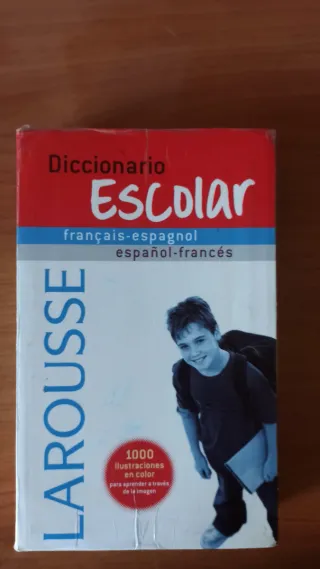 Diccionario
Escolar
français-espagnol
español-francés
LAROUSSE
1000
ilustraciones
en color
para aprender a través
de la imagen